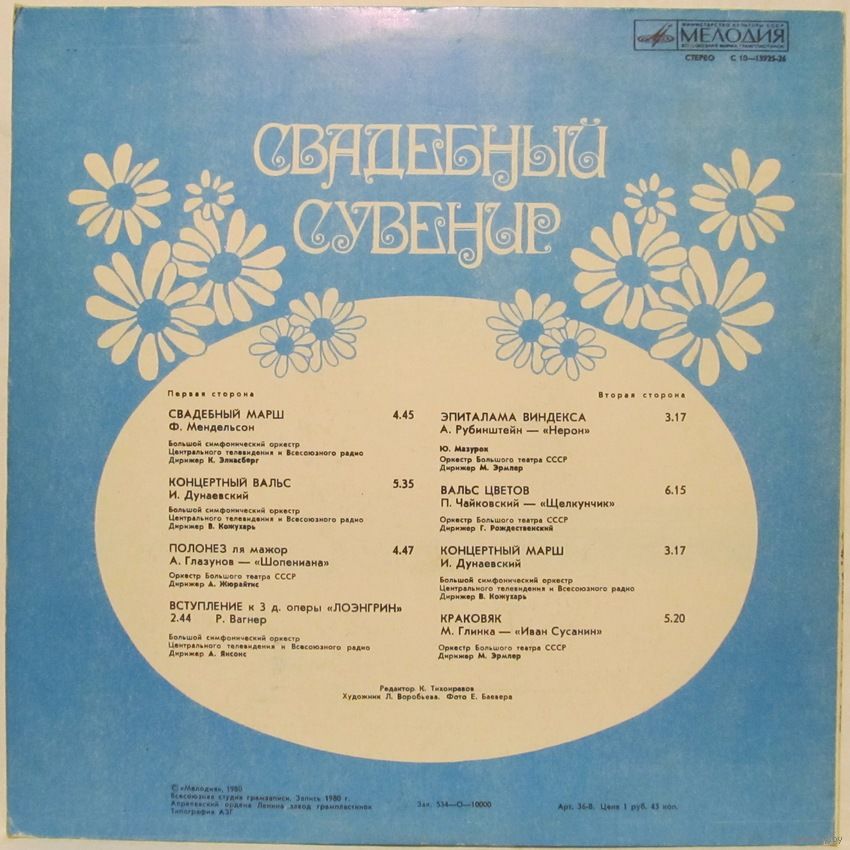 МИНИСТЕРСТВО КУЛЬТУРЫ СССР
МЕЛОДИЯ
ВСЕСОЮЗНАЯ ФИРМА ГРАМПЛАСТИНОК
СТЕРЕО С 10—13925-26
СВАДЕБНЫЙ
СУВЕНИР
Первая сторона
СВАДЕБНЫЙ МАРШ 4.45
Ф. Мендельсон
Большой симфонический оркестр
Центрального телевидения и Всесоюзного радио
Дирижер К. Элиасберг
КОНЦЕРТНЫЙ ВАЛЬС 5.35
И. Дунаевский
Большой симфонический оркестр
Центрального телевидения и Всесоюзного радио
Дирижер В. Кожухарь
ПОЛОНЕЗ ля мажор 4.47
А. Глазунов — «Шопениана»
Оркестр Большого театра СССР
Дирижер А. Жюрайтис
ВСТУПЛЕНИЕ к 3 д. оперы «ЛОЭНГРИН»
2.44 Р. Вагнер
Большой симфонический оркестр
Центрального телевидения и Всесоюзного радио
Дирижер А. Янсонс
Вторая сторона
ЭПИТАЛАМА ВИНДЕКСА 3.17
А. Рубинштейн — «Нерон»
Ю. Мазурок
Оркестр Большого театра СССР
Дирижер М. Эрмлер
ВАЛЬС ЦВЕТОВ 6.15
П. Чайковский — «Щелкунчик»
Оркестр Большого театра СССР
Дирижер Г. Рождественский
КОНЦЕРТНЫЙ МАРШ 3.17
И. Дунаевский
Большой симфонический оркестр
Центрального телевидения и Всесоюзного радио
Дирижер В. Кожухарь
КРАКОВЯК 5.20
М. Глинка — «Иван Сусанин»
Оркестр Большого театра СССР
Дирижер М. Эрмлер
Редактор К. Тихонравов
Художник Л. Воробьева. Фото Е. Баевера
© «Мелодия», 1980
Всесоюзная студия грамзаписи. Запись 1980 г.
Апрелевский ордена Ленина завод грампластинок
Типография АЗГ
Зак. 534—О—10000
Арт. 36-8. Цена 1 руб. 45 коп.